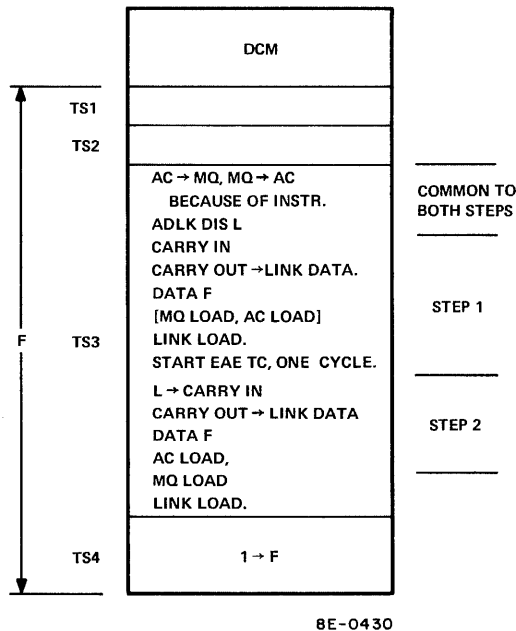 DCM
TS1
TS2
AC → MQ, MQ → AC
BECAUSE OF INSTR.
ADLK DIS L
COMMON TO
BOTH STEPS
CARRY IN
CARRY OUT → LINK DATA.
DATA F
[MQ LOAD, AC LOAD]
LINK LOAD.
START EAE TC, ONE CYCLE.
STEP 1
F
TS3
L → CARRY IN
CARRY OUT → LINK DATA
DATA F
AC LOAD,
MQ LOAD
LINK LOAD.
STEP 2
TS4
1 → F
8E-0430